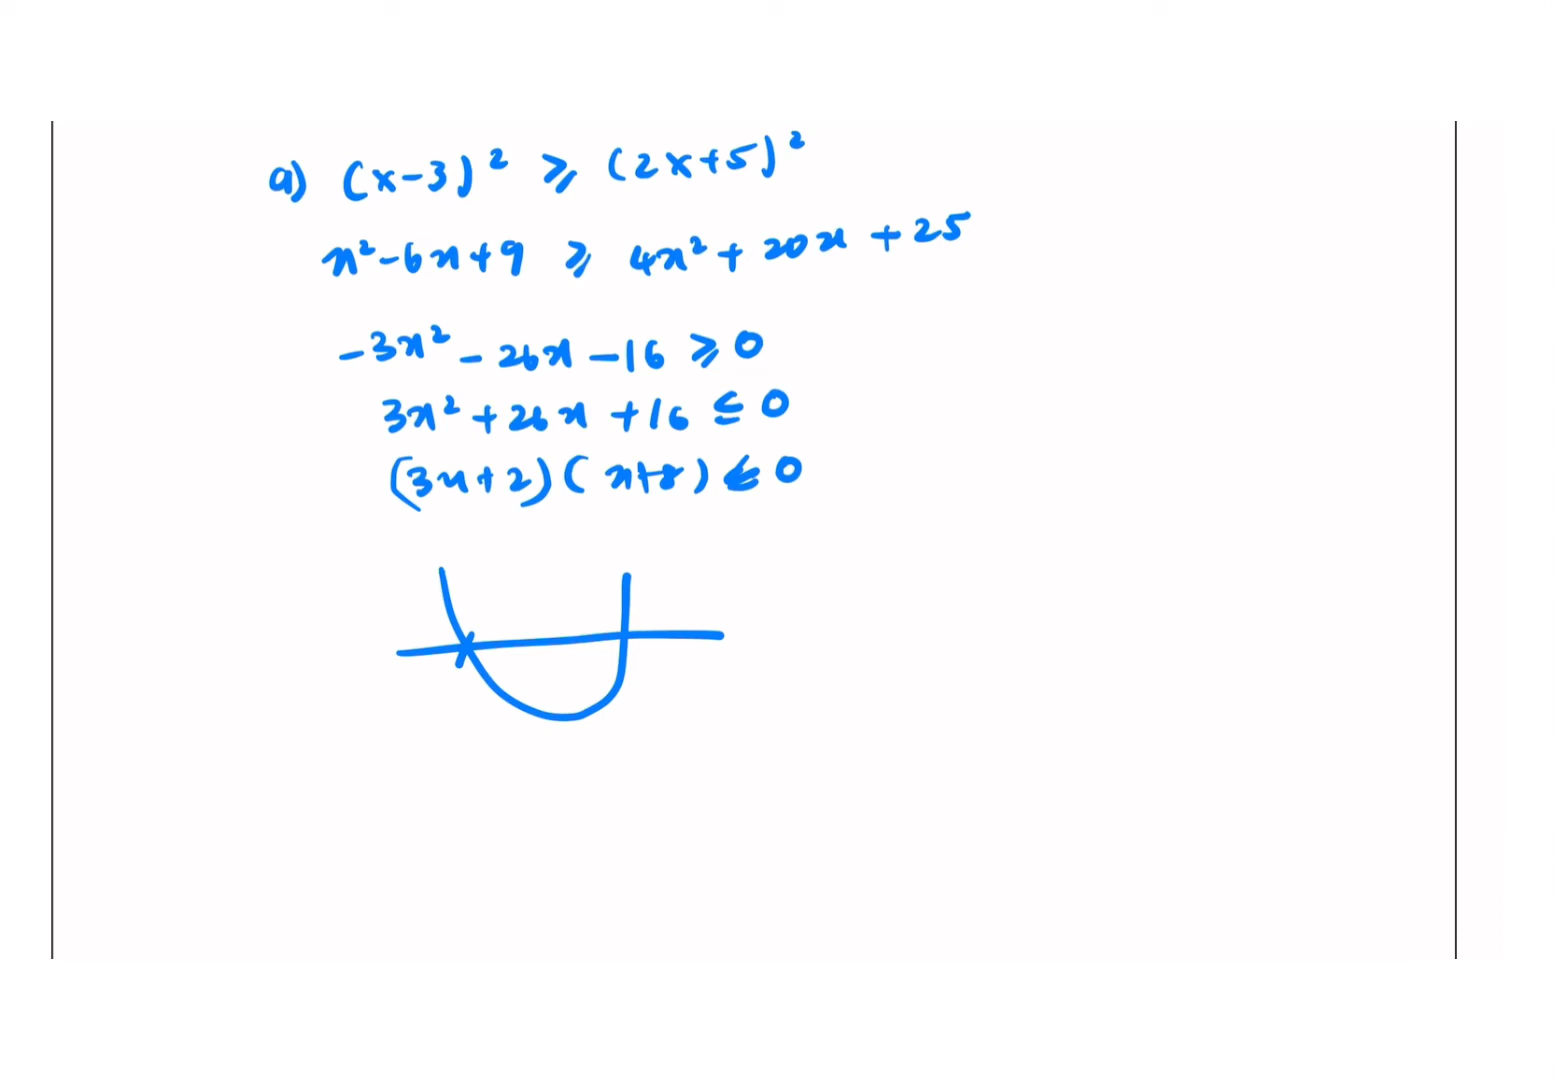 a) (x-3)² ⩾ (2x+5)²
x²-6x+9 ⩾ 4x²+20x+25
-3x²-26x-16 ⩾ 0
3x²+26x+16 ≤ 0
(3x+2)(x+8) ≤ 0